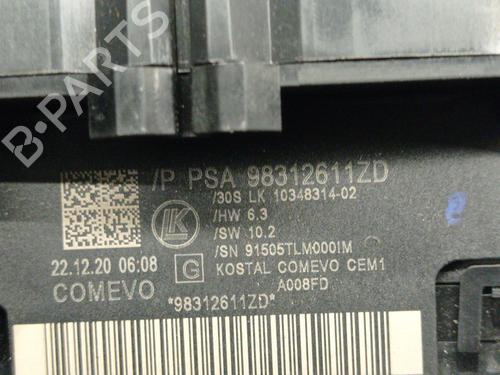 B-PARTS
/P PSA 98312611ZD
/30S LK 10348314-02
/HW 6.3
/SW 10.2
/SN 91505TLM000IM
22.12.20 06:08
G
KOSTAL COMEVO CEM1
COMEVO
A008FD
*98312611ZD*